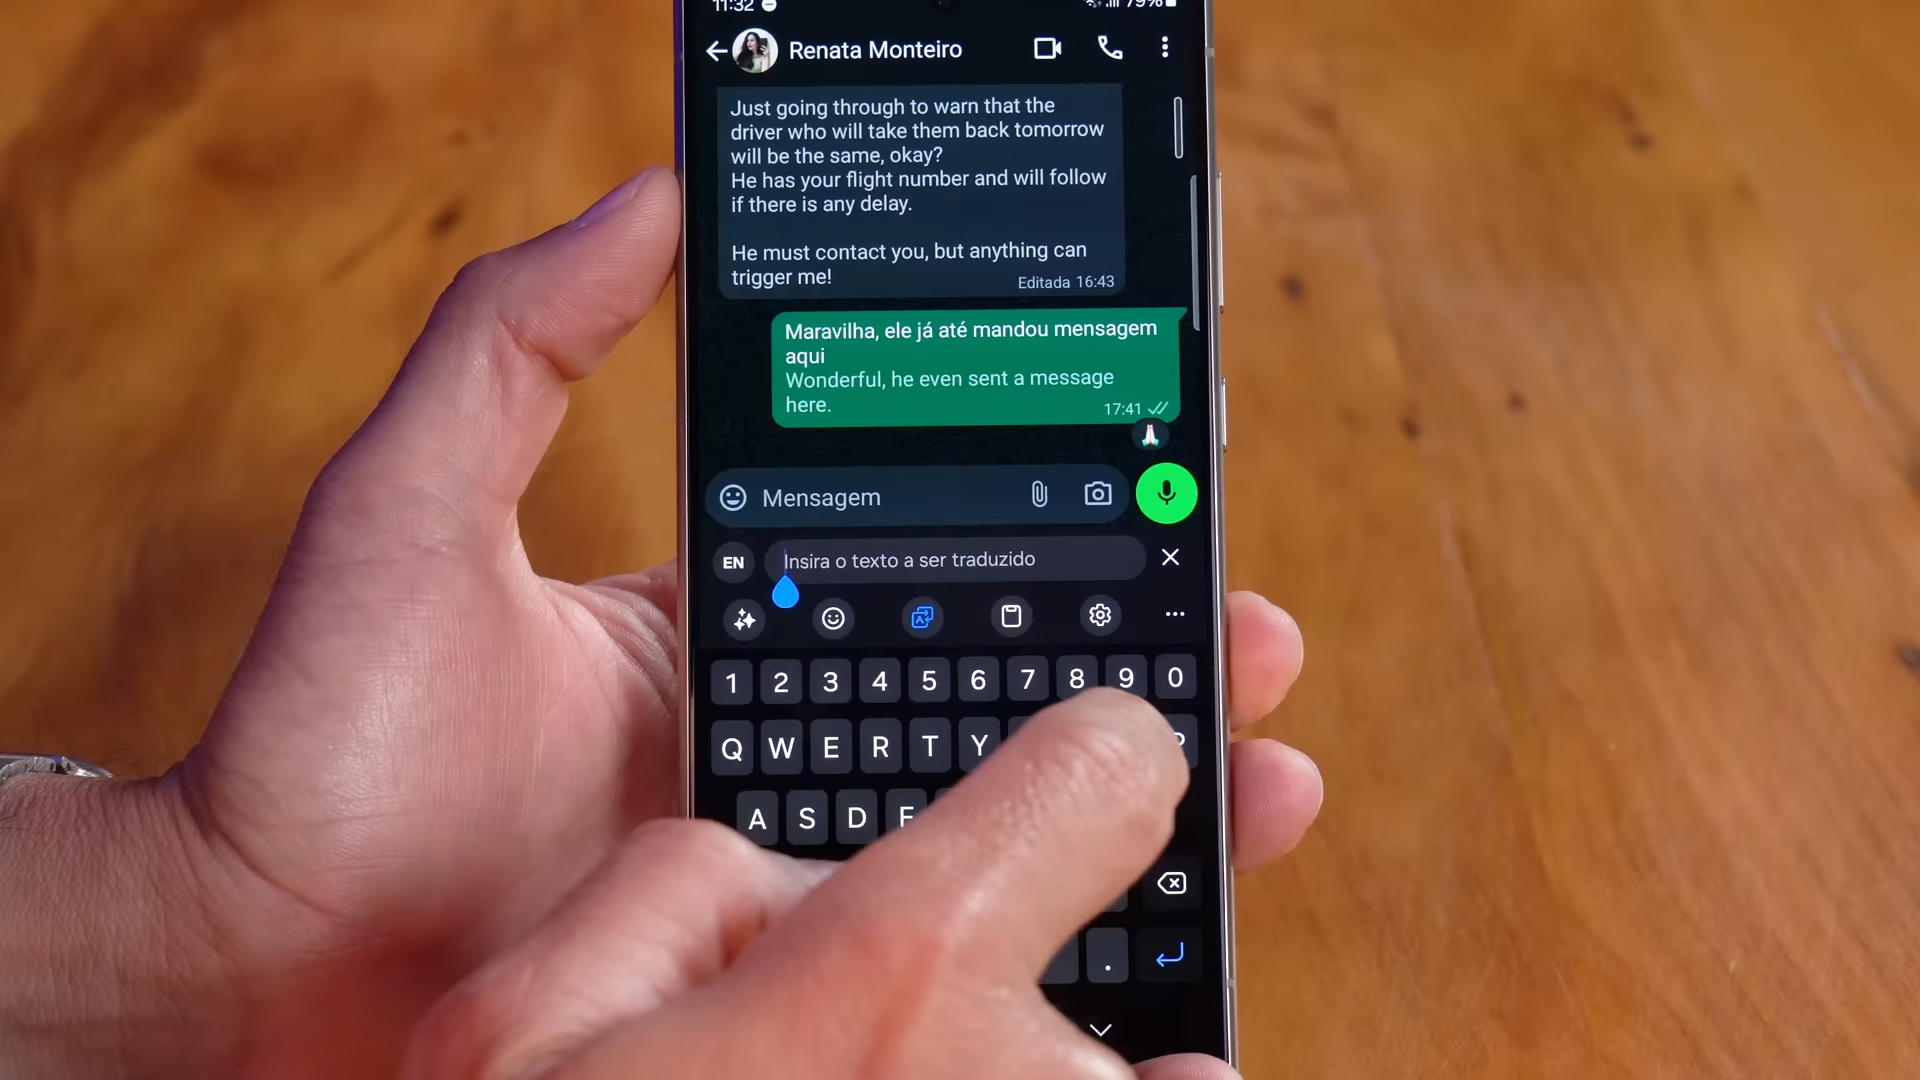 11:32 79%
Renata Monteiro
Just going through to warn that the
driver who will take them back tomorrow
will be the same, okay?
He has your flight number and will follow
if there is any delay.
He must contact you, but anything can
trigger me!
Editada 16:43
Maravilha, ele já até mandou mensagem
aqui
Wonderful, he even sent a message
here.
17:41
Mensagem
EN Insira o texto a ser traduzido
1 2 3 4 5 6 7 8 9 0
Q W E R T Y
A S D F
.